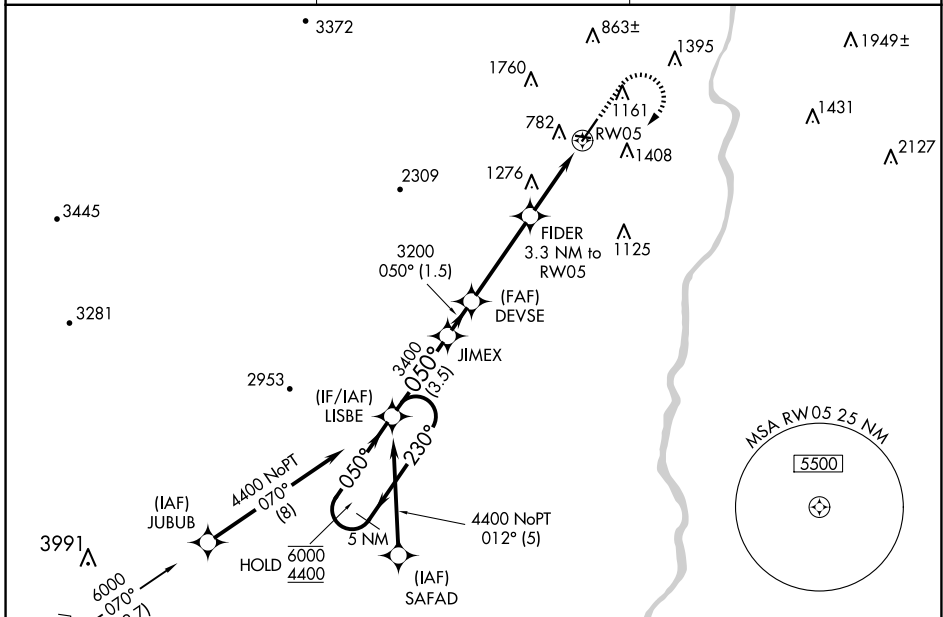 3372
863±
1949±
1395
1760
1431
1161
782
RW05
1408
2127
2309
1276
3445
FIDER
3.3 NM to
RW05
1125
3200
050° (1.5)
(FAF)
DEVSE
3281
JIMEX
3400
050°
(3.5)
2953
(IF/IAF)
LISBE
MSA RW05 25 NM
5500
230°
050°
4400 NoPT
070°
(8)
(IAF)
JUBUB
4400 NoPT
012° (5)
5 NM
HOLD
6000
4400
3991
(IAF)
SAFAD
6000
070°